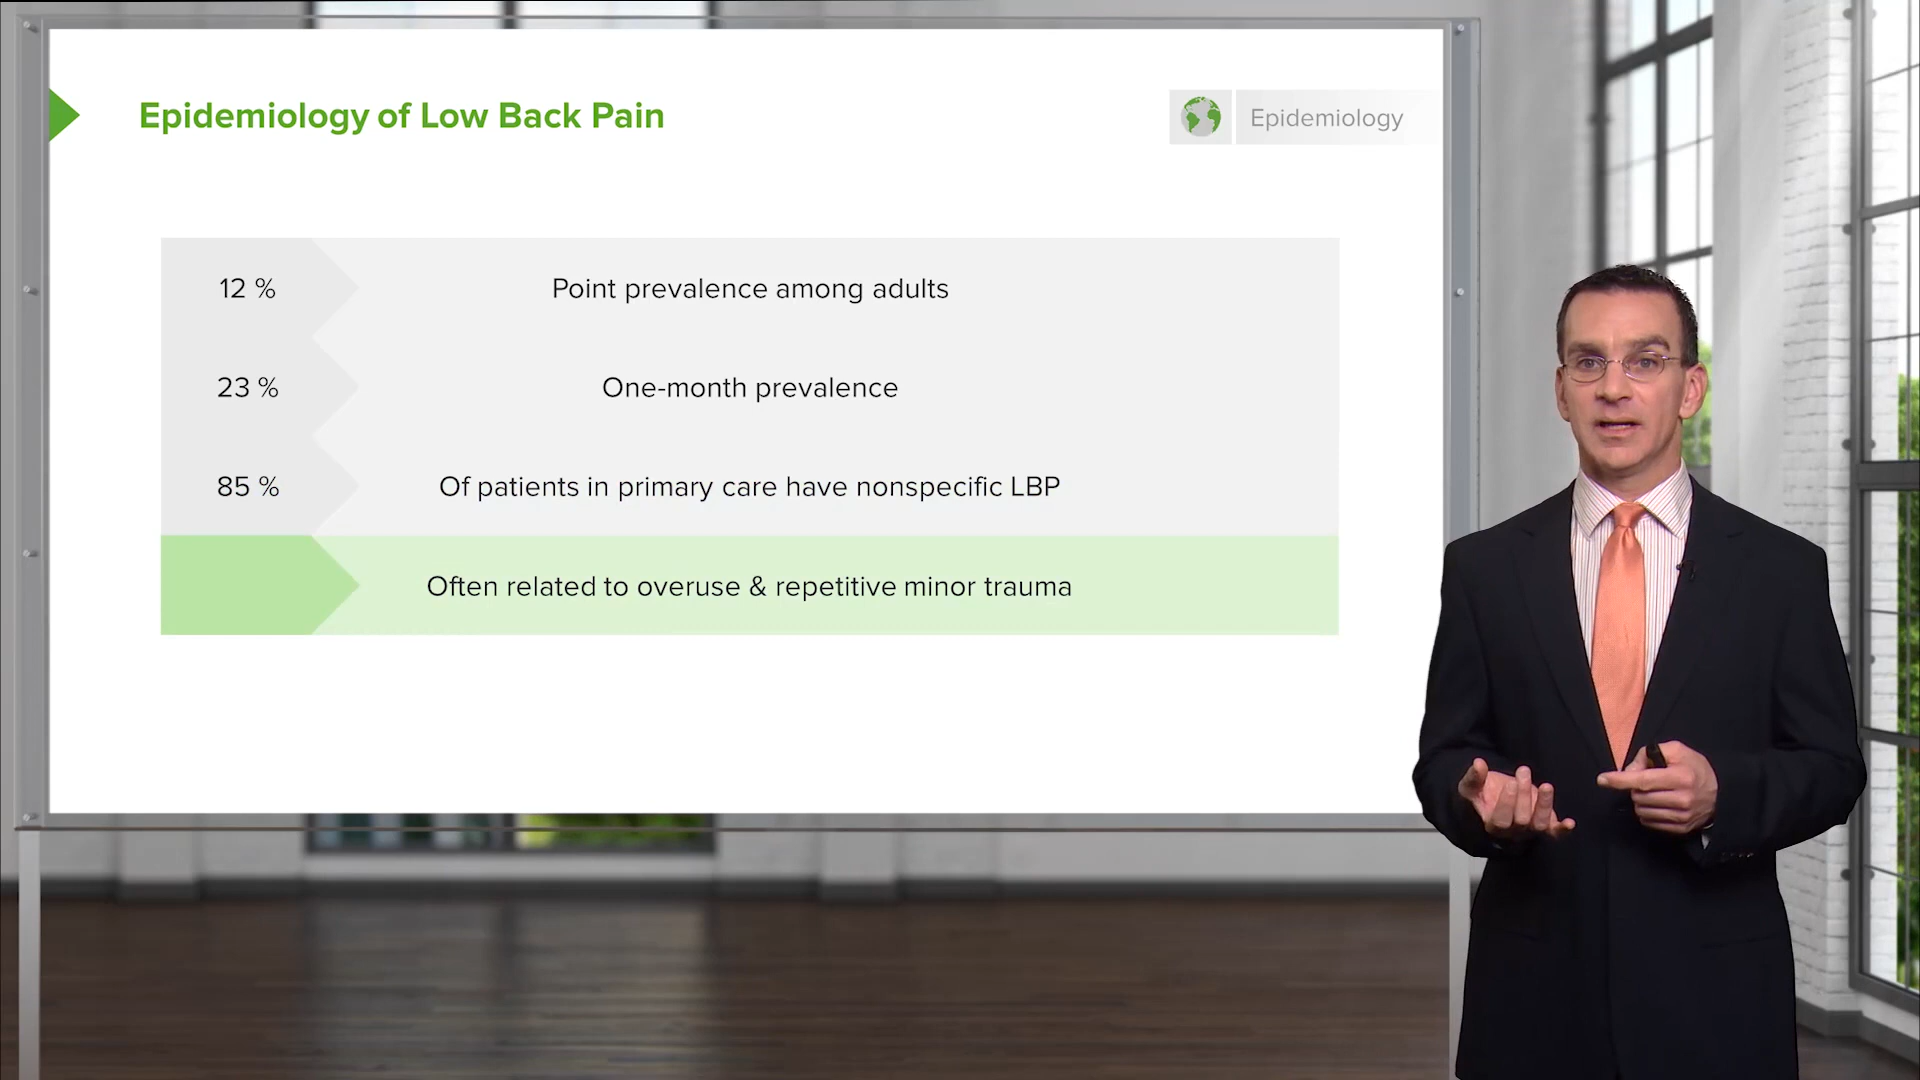 Epidemiology of Low Back Pain
Epidemiology
12 % Point prevalence among adults
23 % One-month prevalence
85 % Of patients in primary care have nonspecific LBP
Often related to overuse & repetitive minor trauma